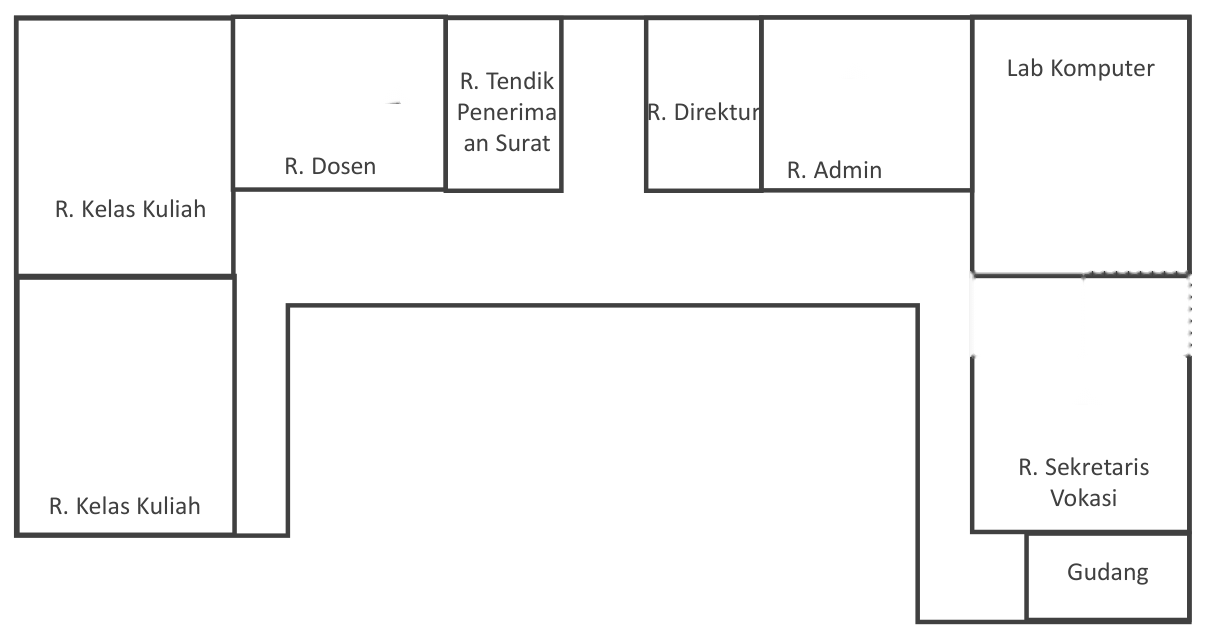 R. Tendik
Penerima
an Surat
R. Direktur
Lab Komputer
R. Dosen
R. Admin
R. Kelas Kuliah
R. Kelas Kuliah
R. Sekretaris
Vokasi
Gudang